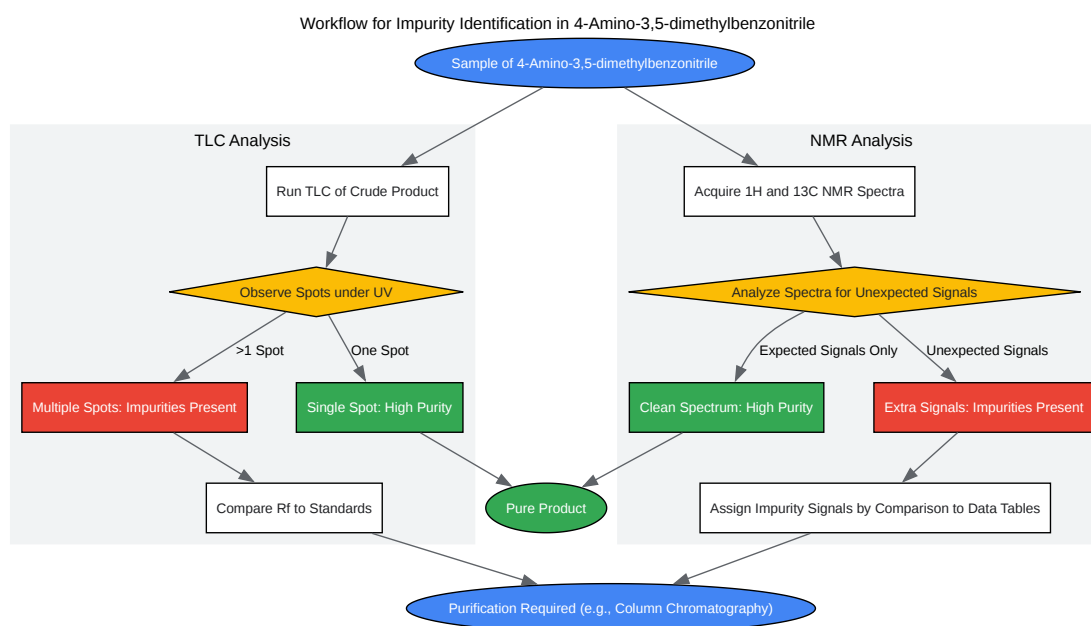 Workflow for Impurity Identification in 4-Amino-3,5-dimethylbenzonitrile
Sample of 4-Amino-3,5-dimethylbenzonitrile
TLC Analysis
NMR Analysis
Run TLC of Crude Product
Acquire 1H and 13C NMR Spectra
Observe Spots under UV
Analyze Spectra for Unexpected Signals
>1 Spot
One Spot
Expected Signals Only
Unexpected Signals
Multiple Spots: Impurities Present
Single Spot: High Purity
Clean Spectrum: High Purity
Extra Signals: Impurities Present
Compare Rf to Standards
Pure Product
Assign Impurity Signals by Comparison to Data Tables
Purification Required (e.g., Column Chromatography)